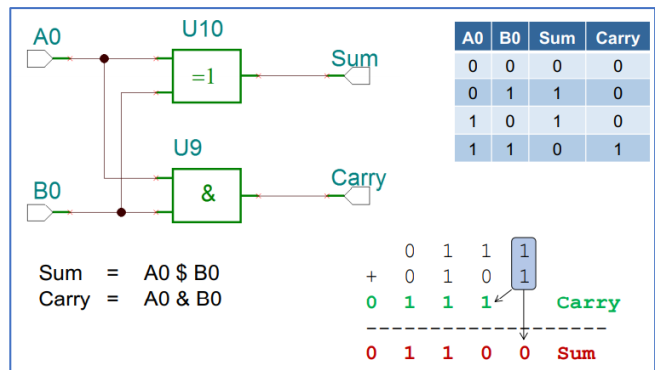 U10
A0
=1
Sum
U9
B0
&
Carry
A0 B0 Sum Carry
0 0 0 0
0 1 1 0
1 0 1 0
1 1 0 1
Sum = A0 $ B0
Carry = A0 & B0
0 1 1 1
+ 0 1 0 1
0 1 1 1 Carry
0 1 1 0 0 Sum